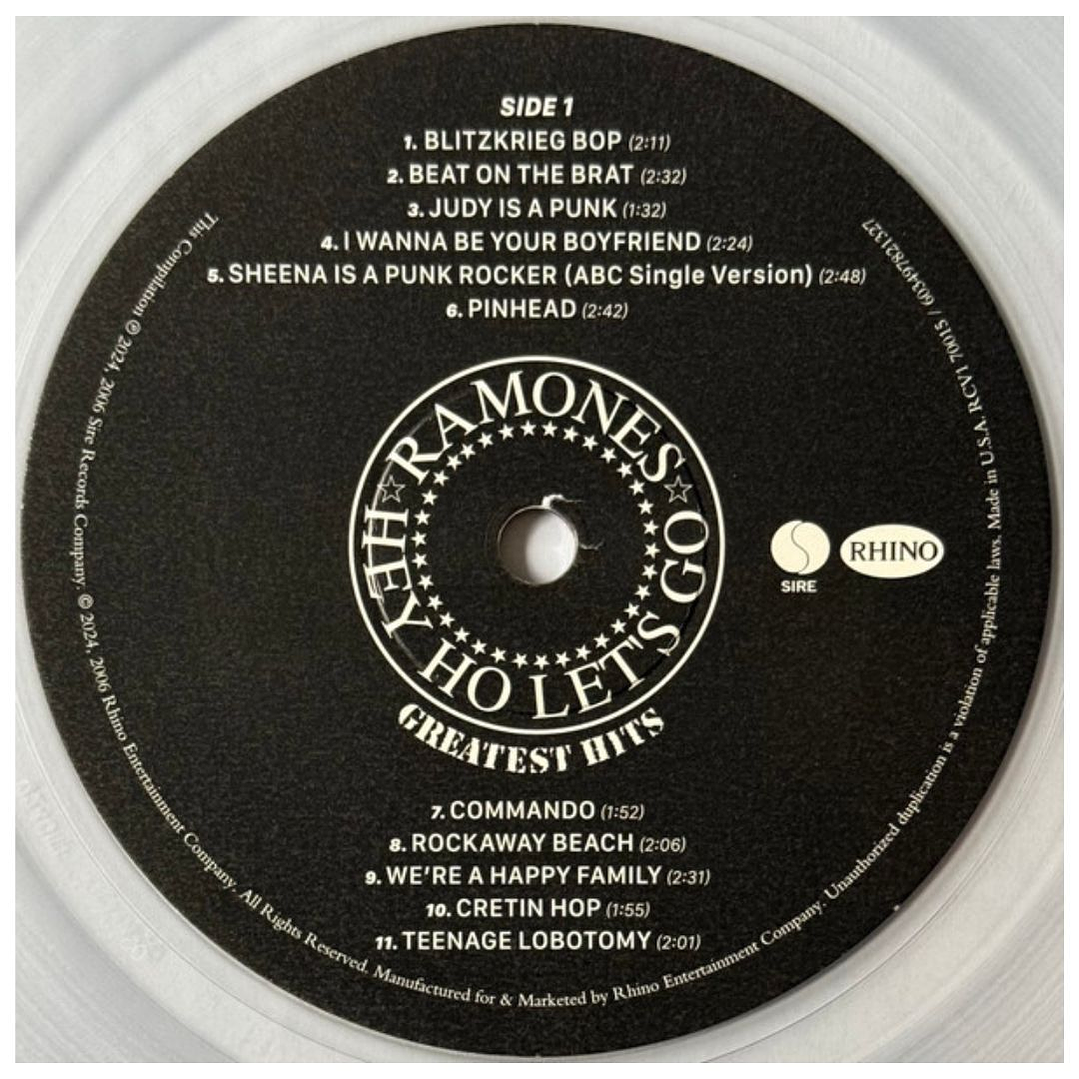 SIDE 1
1. BLITZKRIEG BOP (2:11)
2. BEAT ON THE BRAT (2:32)
3. JUDY IS A PUNK (1:32)
4. I WANNA BE YOUR BOYFRIEND (2:24)
5. SHEENA IS A PUNK ROCKER (ABC Single Version) (2:48)
6. PINHEAD (2:42)
RAMONES
HEY HO LET'S GO
GREATEST HITS
SIRE
RHINO
7. COMMANDO (1:52)
8. ROCKAWAY BEACH (2:06)
9. WE'RE A HAPPY FAMILY (2:31)
10. CRETIN HOP (1:55)
11. TEENAGE LOBOTOMY (2:01)
This Compilation ℗ 2024, 2006 Sire Records Company. © 2024, 2006 Rhino Entertainment Company. All Rights Reserved. Manufactured for & Marketed by Rhino Entertainment Company. Unauthorized duplication is a violation of applicable laws. Made in U.S.A. RCV1 70015 / 603497821327